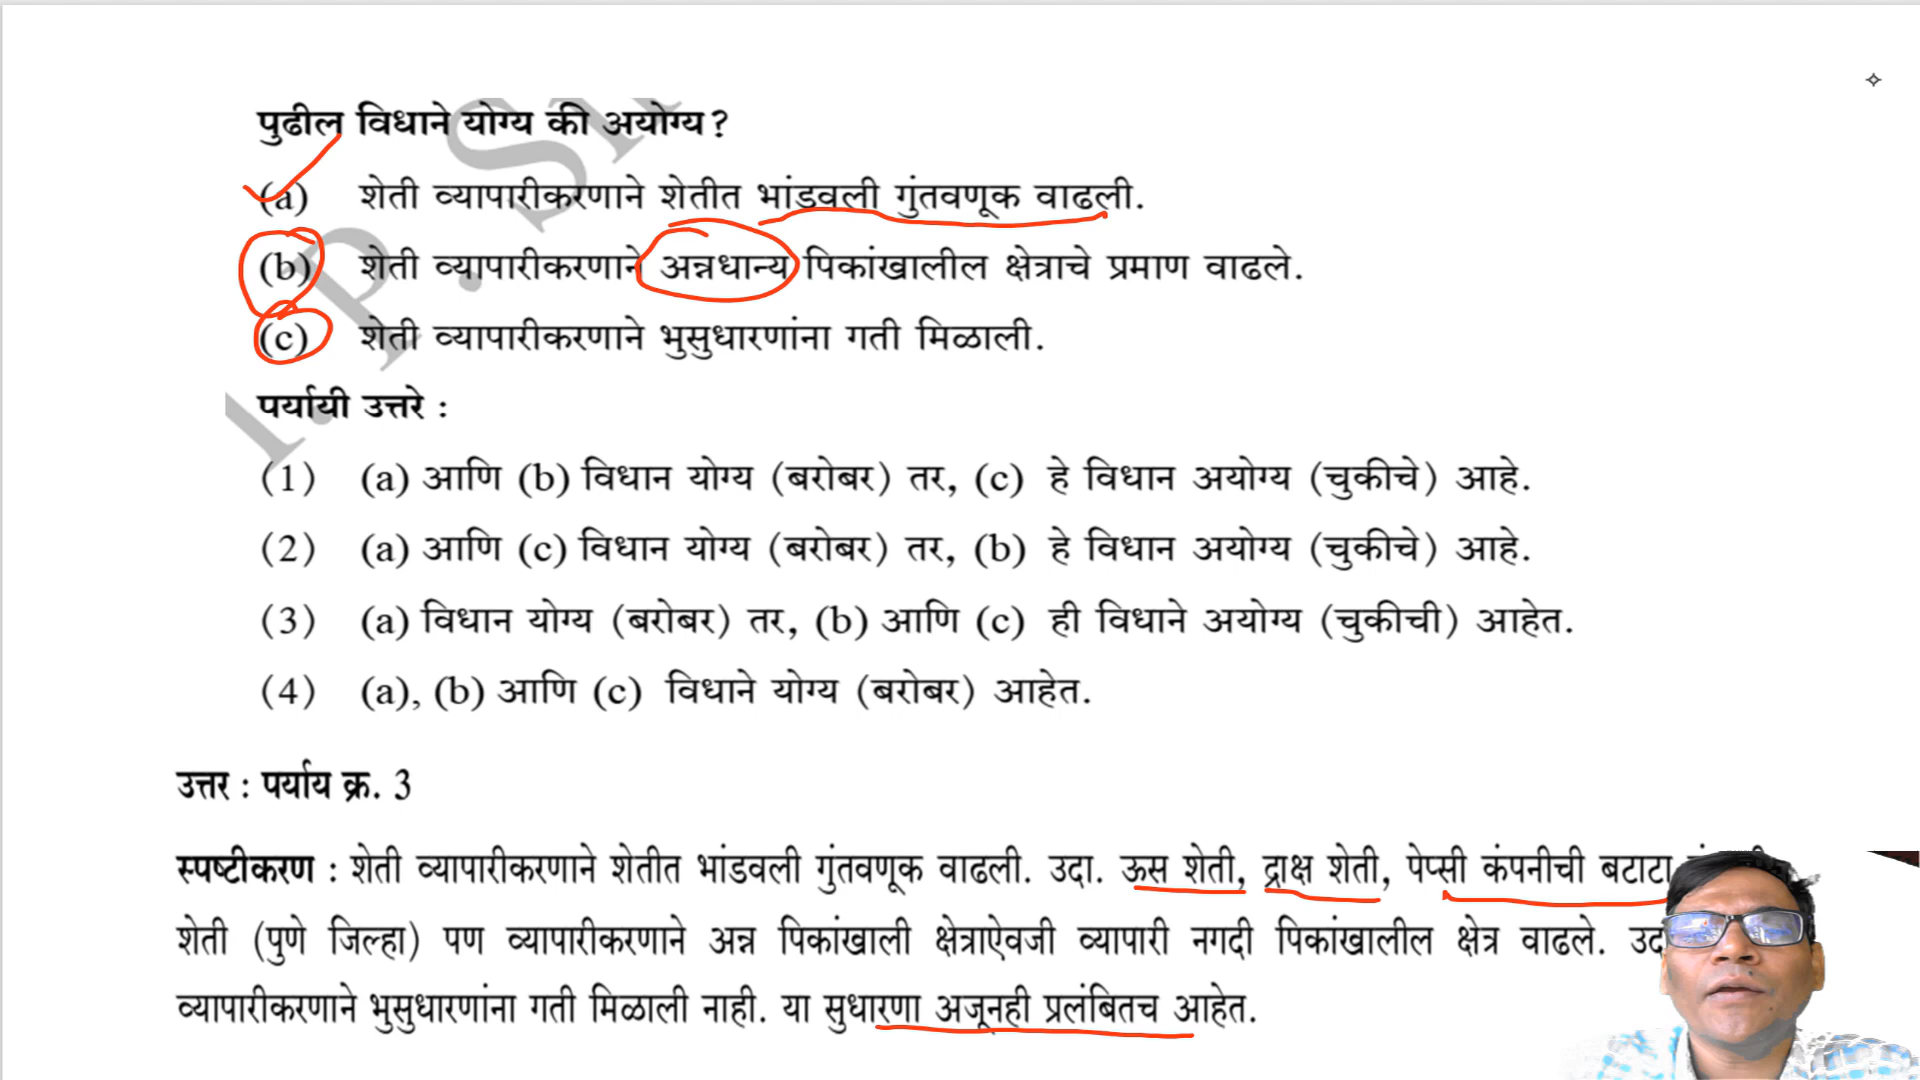 पुढील विधाने योग्य की अयोग्य?
(a) शेती व्यापारीकरणाने शेतीत भांडवली गुंतवणूक वाढली.
(b) शेती व्यापारीकरणाने अन्नधान्य पिकांखालील क्षेत्राचे प्रमाण वाढले.
(c) शेती व्यापारीकरणाने भुसुधारणांना गती मिळाली.
पर्यायी उत्तरे :
(1) (a) आणि (b) विधान योग्य (बरोबर) तर, (c) हे विधान अयोग्य (चुकीचे) आहे.
(2) (a) आणि (c) विधान योग्य (बरोबर) तर, (b) हे विधान अयोग्य (चुकीचे) आहे.
(3) (a) विधान योग्य (बरोबर) तर, (b) आणि (c) ही विधाने अयोग्य (चुकीची) आहेत.
(4) (a), (b) आणि (c) विधाने योग्य (बरोबर) आहेत.
उत्तर : पर्याय क्र. 3
स्पष्टीकरण : शेती व्यापारीकरणाने शेतीत भांडवली गुंतवणूक वाढली. उदा. ऊस शेती, द्राक्ष शेती, पेप्सी कंपनीची बटाटा
शेती (पुणे जिल्हा) पण व्यापारीकरणाने अन्न पिकांखाली क्षेत्राऐवजी व्यापारी नगदी पिकांखालील क्षेत्र वाढले.
व्यापारीकरणाने भुसुधारणांना गती मिळाली नाही. या सुधारणा अजूनही प्रलंबितच आहेत.